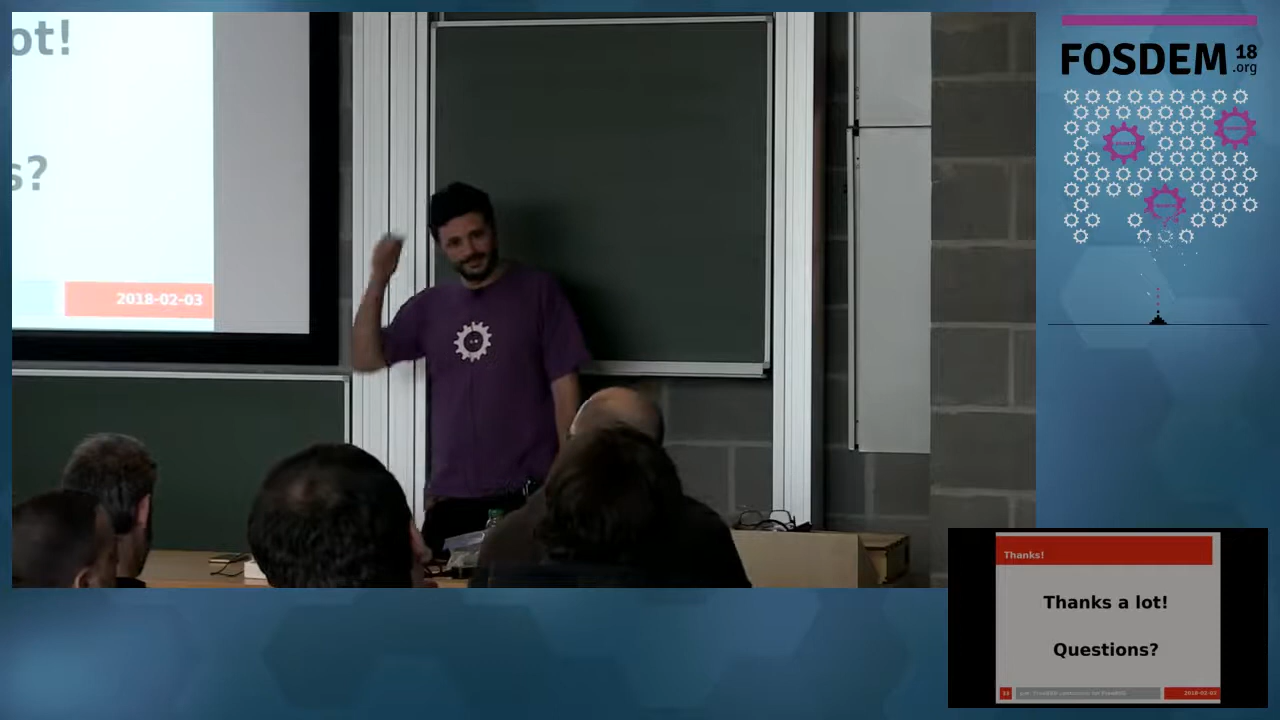 ot!
s?
2018-02-03
FOSDEM 18
.org
Thanks!
Thanks a lot!
Questions?
2018-02-03